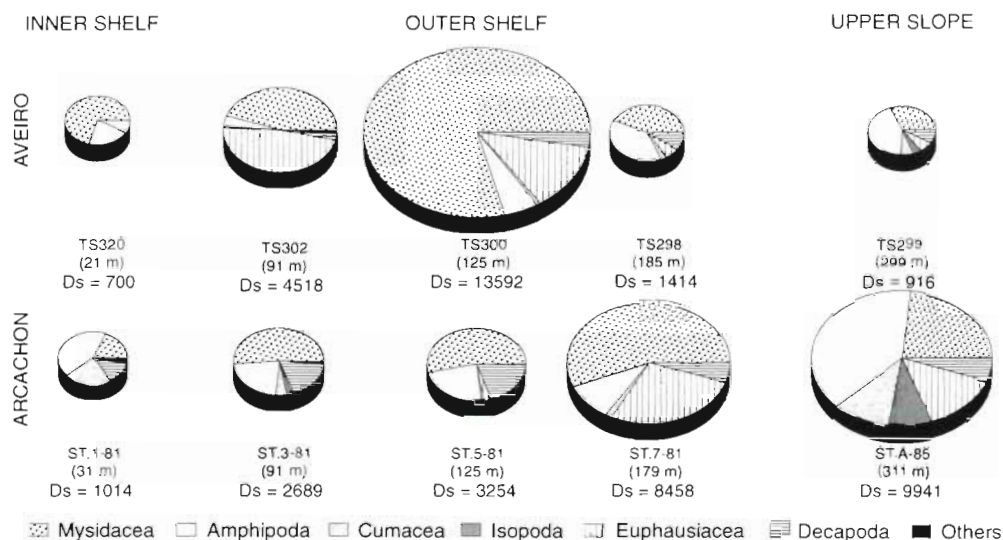 INNER SHELF OUTER SHELF UPPER SLOPE
AVEIRO
TS320 TS302 TS300 TS298 TS299
(21 m) (91 m) (125 m) (185 m) (299 m)
Ds = 700 Ds = 4518 Ds = 13592 Ds = 1414 Ds = 916
ARCACHON
ST.1-81 ST.3-81 ST.5-81 ST.7-81 ST.A-85
(31 m) (91 m) (125 m) (179 m) (311 m)
Ds = 1014 Ds = 2689 Ds = 3254 Ds = 8458 Ds = 9941
Mysidacea Amphipoda Cumacea Isopoda Euphausiacea Decapoda Others